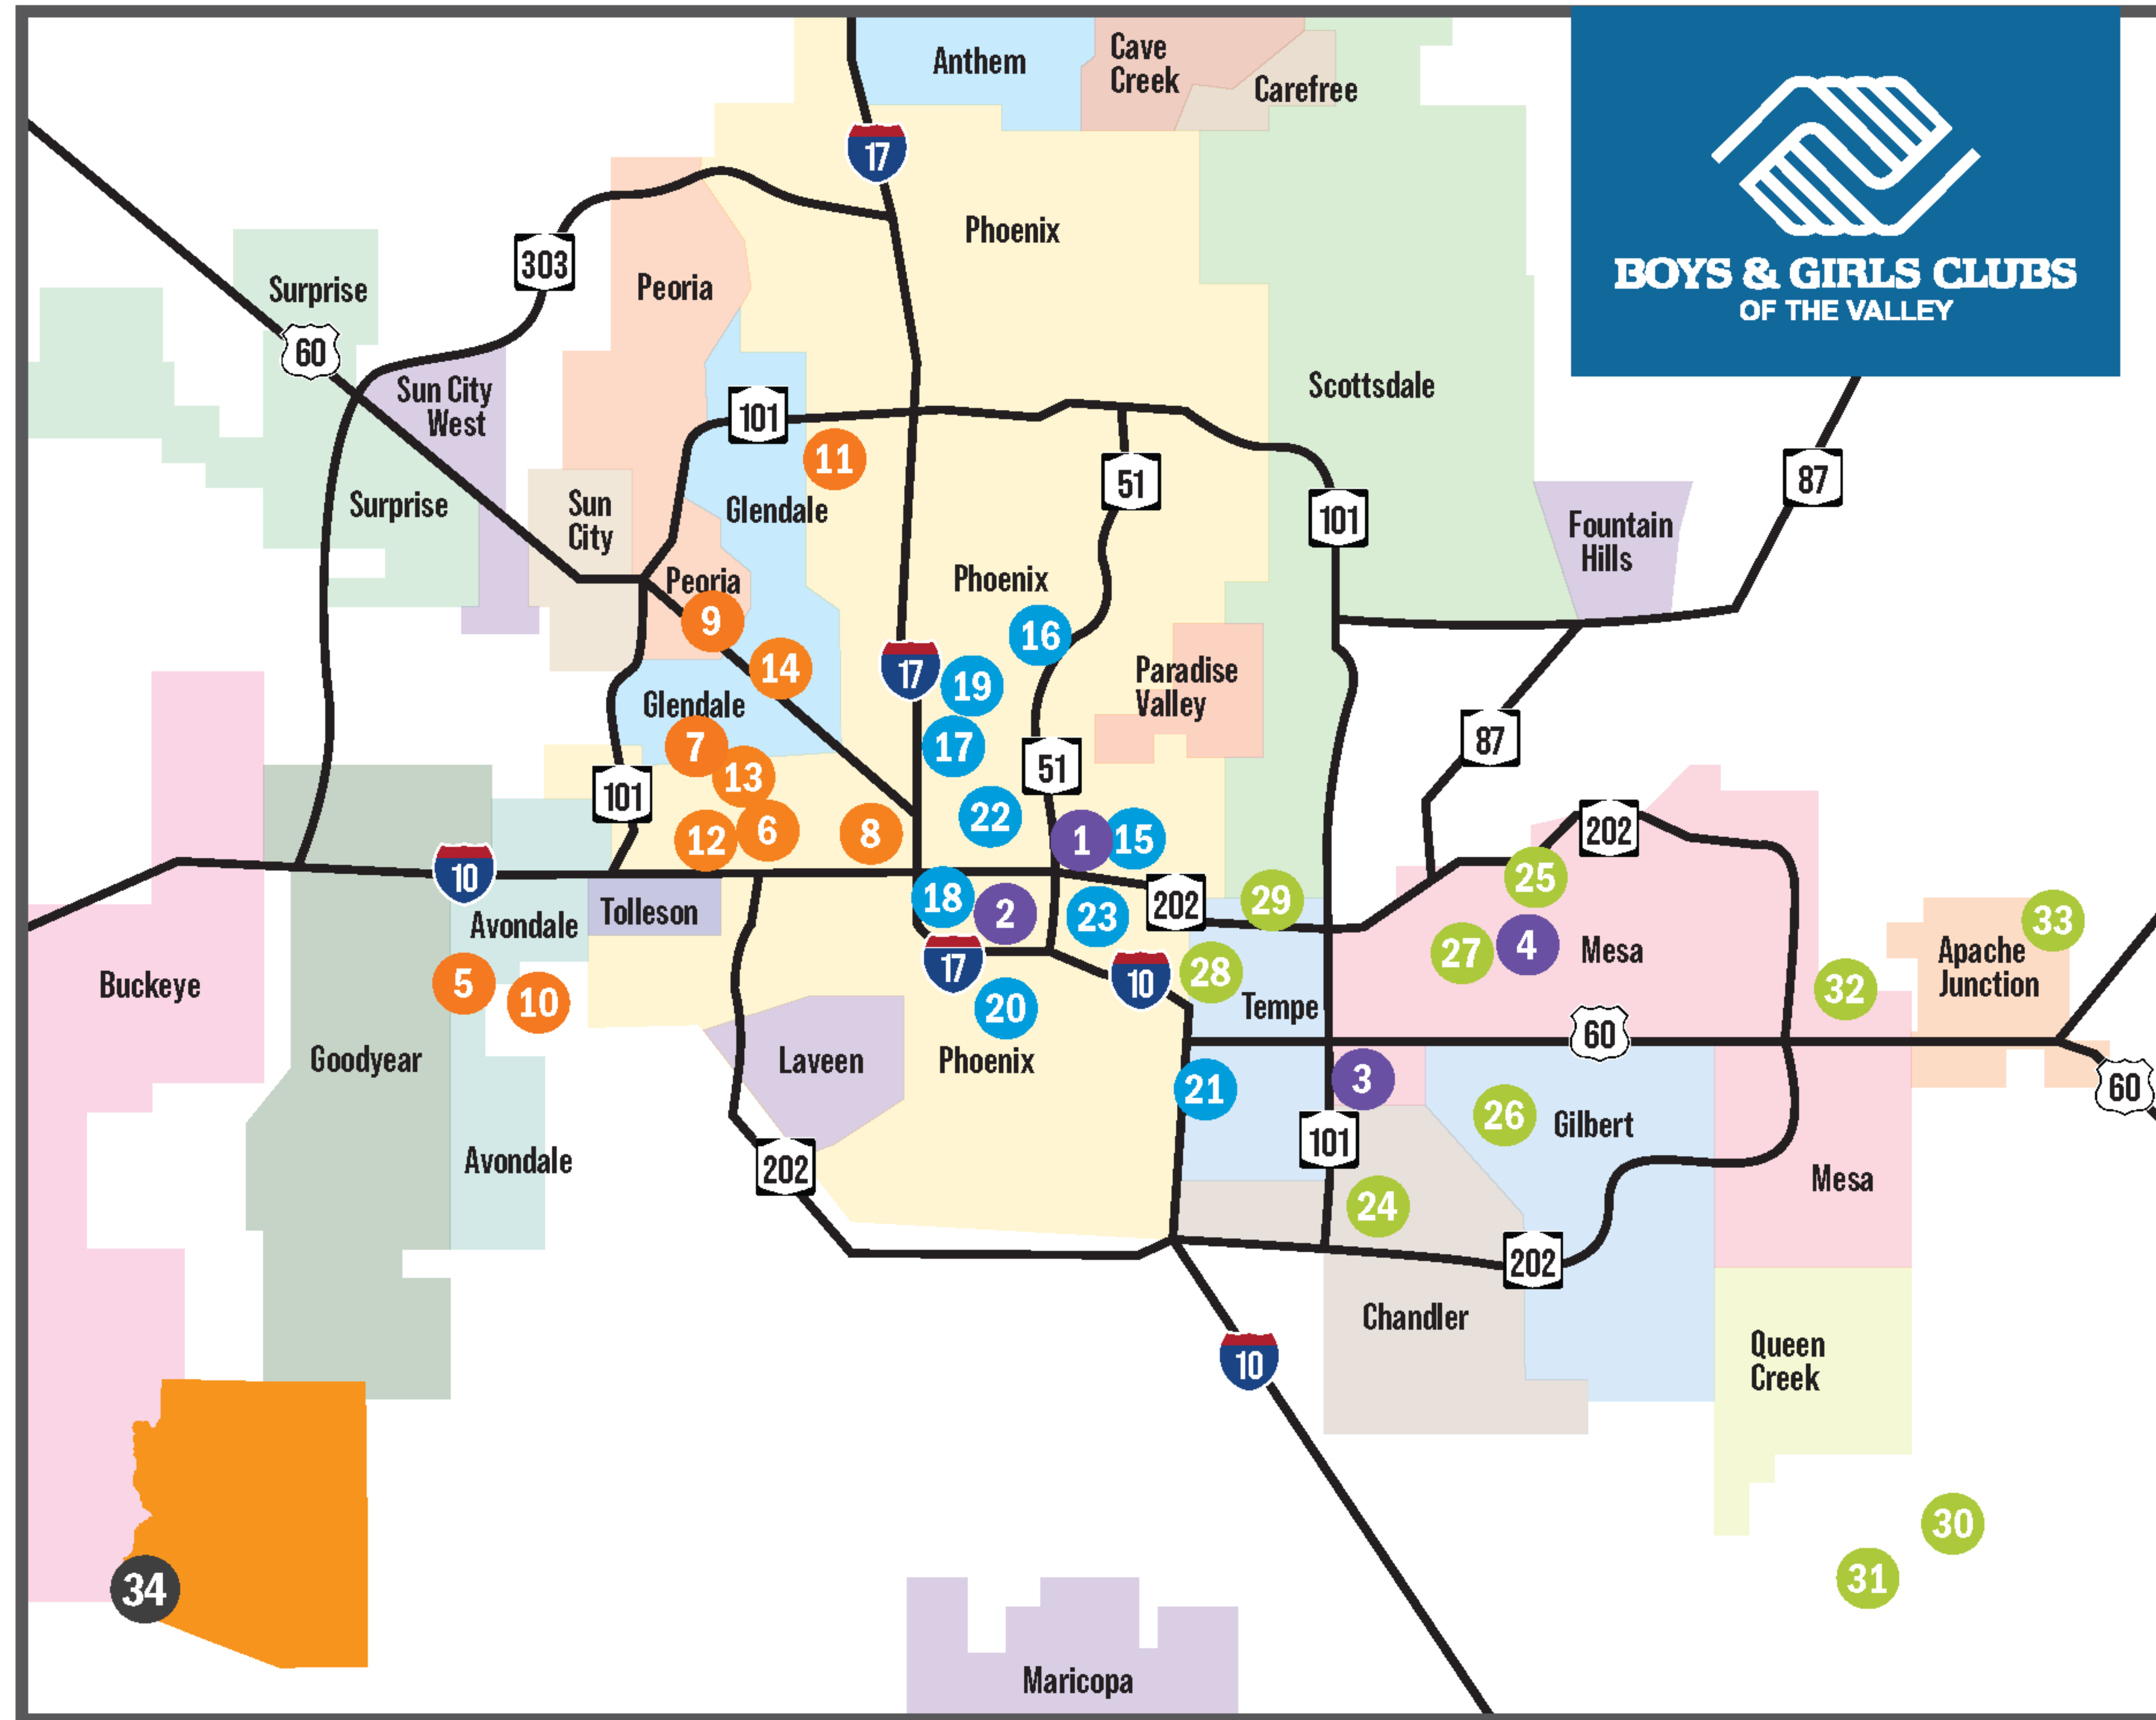 Anthem
Cave
Creek
Carefree
BOYS & GIRLS CLUBS
OF THE VALLEY
17
Phoenix
303
Peoria
Surprise
60
Sun City
West
Scottsdale
101
11
51
87
Surprise
Sun
City
Glendale
101
Fountain
Hills
Peoria
Phoenix
9
16
14
17
19
Paradise
Valley
Glendale
7
17
51
87
13
101
12
6
8
22
1
15
202
10
25
18
2
23
202
29
33
Avondale
Tolleson
27
4
Mesa
Apache
Junction
17
10
28
32
Buckeye
5
10
20
Tempe
60
Goodyear
Laveen
Phoenix
21
3
60
26
Gilbert
101
Avondale
202
Mesa
24
202
Chandler
10
Queen
Creek
30
31
34
Maricopa